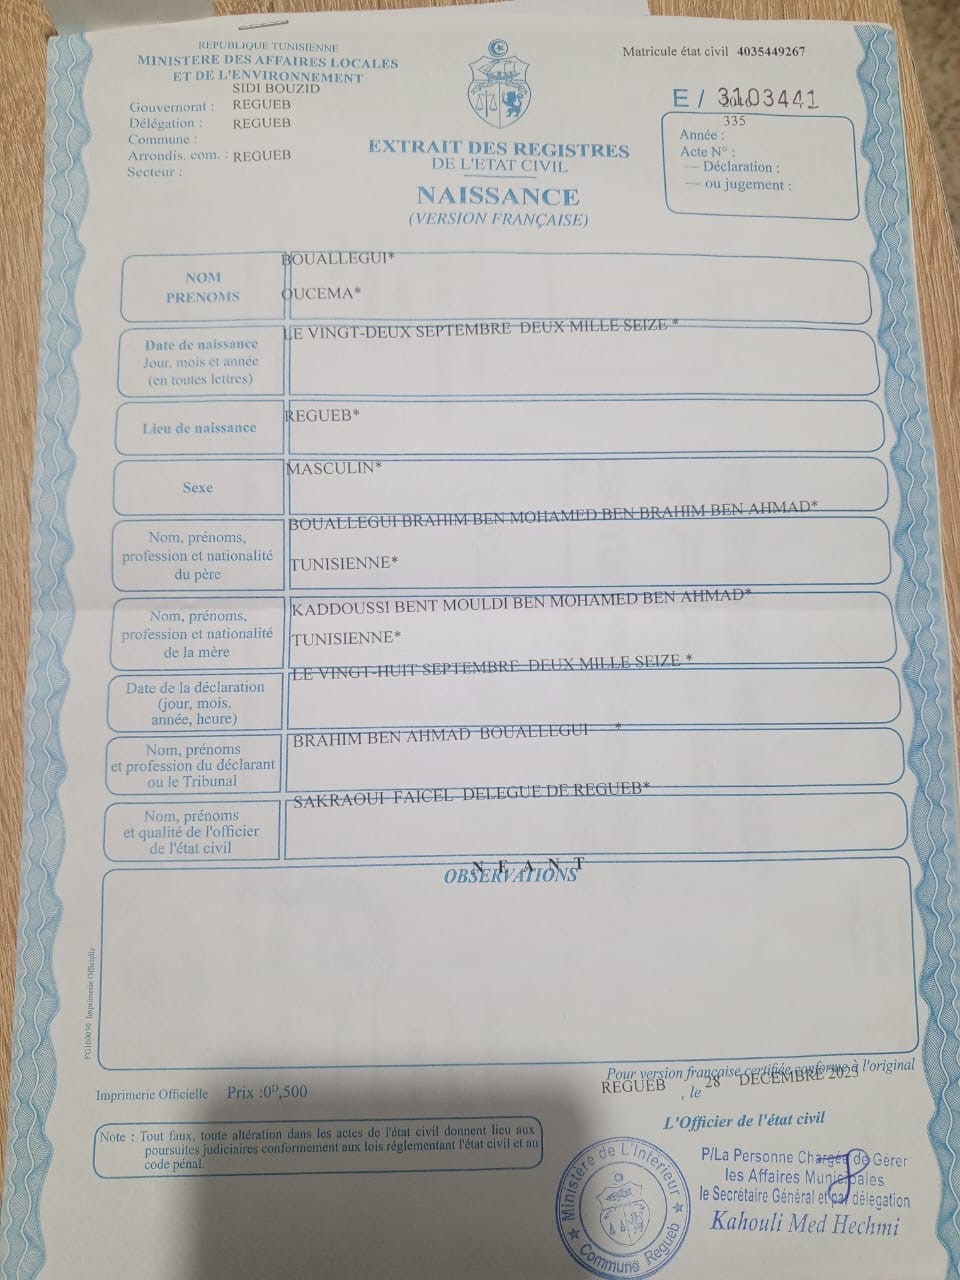 REPUBLIQUE TUNISIENNE
MINISTERE DES AFFAIRES LOCALES
ET DE L'ENVIRONNEMENT
SIDI BOUZID
Gouvernorat : REGUEB
Délégation : REGUEB
Commune :
Arrondis. com. : REGUEB
Secteur :
Matricule état civil 4035449267
E / 3103441
335
Année :
Acte N° :
— Déclaration :
— ou jugement :
EXTRAIT DES REGISTRES
DE L'ETAT CIVIL
NAISSANCE
(VERSION FRANÇAISE)
NOM
PRENOMS
BOUALLEGUI*
OUCEMA*
Date de naissance
Jour, mois et année
(en toutes lettres)
LE VINGT-DEUX SEPTEMBRE DEUX MILLE SEIZE *
Lieu de naissance
REGUEB*
Sexe
MASCULIN*
Nom, prénoms,
profession et nationalité
du père
BOUALLEGUI BRAHIM BEN MOHAMED BEN BRAHIM BEN AHMAD*
TUNISIENNE*
Nom, prénoms,
profession et nationalité
de la mère
KADDOUSSI BENT MOULDI BEN MOHAMED BEN AHMAD*
TUNISIENNE*
Date de la déclaration
(jour, mois,
année, heure)
LE VINGT-HUIT SEPTEMBRE DEUX MILLE SEIZE *
Nom, prénoms
et profession du déclarant
ou le Tribunal
BRAHIM BEN AHMAD BOUALLEGUI *
Nom, prénoms
et qualité de l'officier
de l'état civil
SAKRAOUI FAICEL DELEGUE DE REGUEB*
N E A N T
OBSERVATIONS
Imprimerie Officielle
Imprimerie Officielle Prix :0ᴰ,500
Pour version française certifiée conforme à l'original
REGUEB , le 28 DECEMBRE 2023
L'Officier de l'état civil
Note : Tout faux, toute altération dans les actes de l'état civil donnent lieu aux
poursuites judiciaires conformement aux lois réglementant l'état civil et au
code pénal.
P/La Personne Chargée de Gérer
les Affaires Municipales
le Secrétaire Général et par délégation
Kahouli Med Hechmi
Ministère de L'Intérieur
Commune Regueb